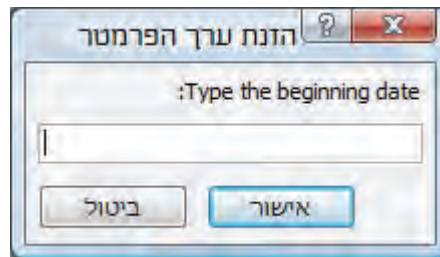 הזנת ערך הפרמטר
Type the beginning date:
אישור
ביטול